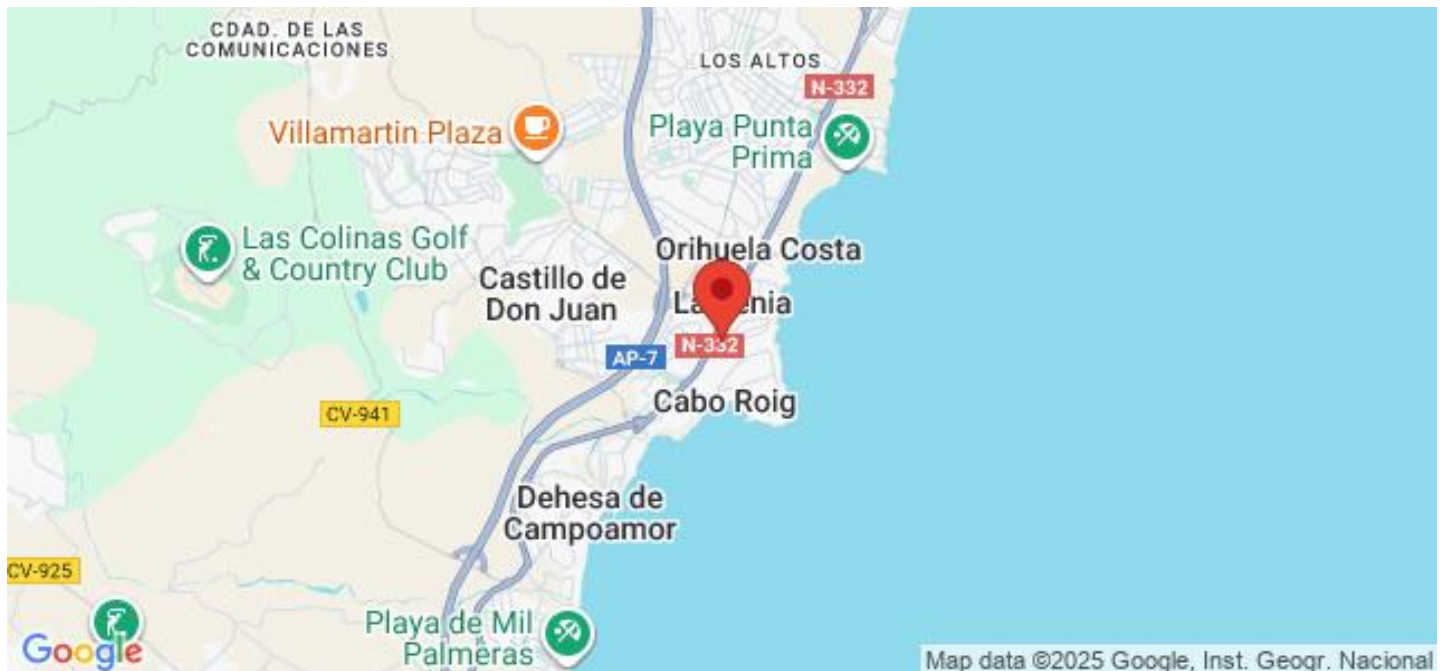 CDAD. DE LAS
COMUNICACIONES
LOS ALTOS
N-332
Villamartin Plaza
Playa Punta
Prima
Las Colinas Golf
& Country Club
Orihuela Costa
Castillo de
Don Juan
N-332
AP-7
Cabo Roig
CV-941
Dehesa de
Campoamor
CV-925
Playa de Mil
Palmeras
Google
Map data ©2025 Google, Inst. Geogr. Nacional